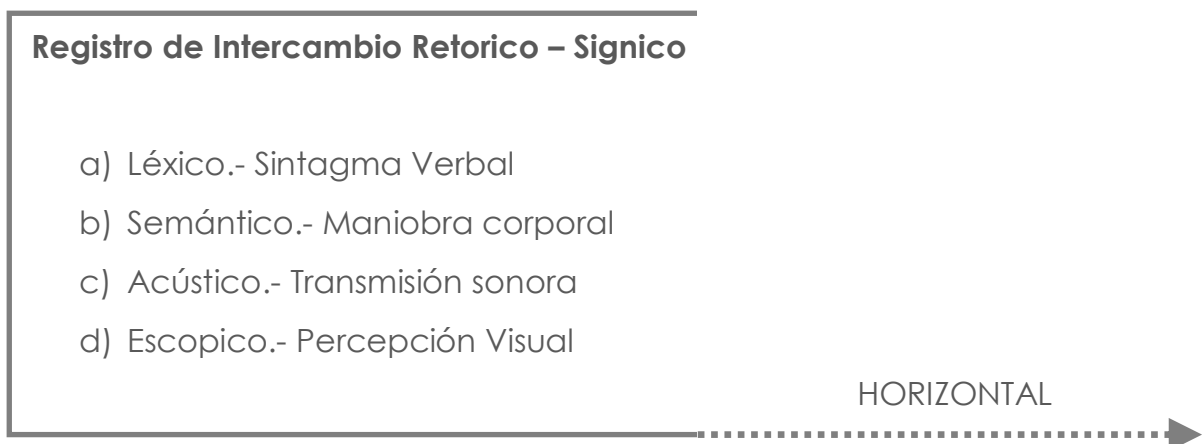 Registro de Intercambio Retorico – Signico
a) Léxico.- Sintagma Verbal
b) Semántico.- Maniobra corporal
c) Acústico.- Transmisión sonora
d) Escopico.- Percepción Visual
HORIZONTAL